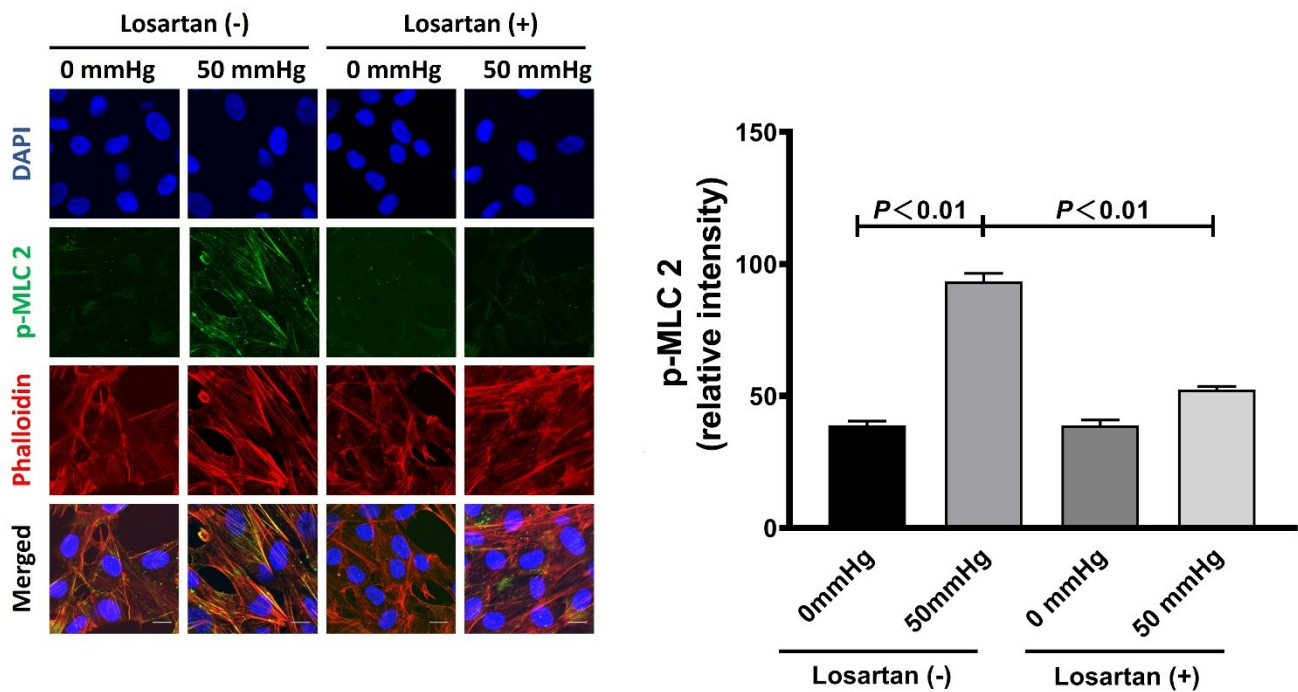 Losartan (-) Losartan (+)
0 mmHg 50 mmHg 0 mmHg 50 mmHg
DAPI
p-MLC 2
Phalloidin
Merged
p-MLC 2
(relative intensity)
150
100
50
0
P<0.01 P<0.01
0mmHg 50mmHg 0 mmHg 50 mmHg
Losartan (-) Losartan (+)